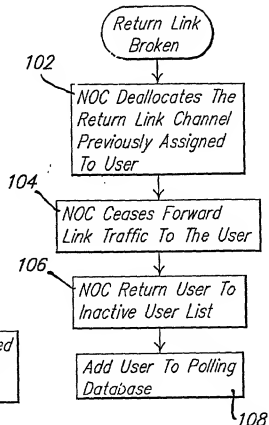 Return Link
Broken
102
NOC Deallocates The
Return Link Channel
Previously Assigned
To User
104
NOC Ceases Forward
Link Traffic To The User
106
NOC Return User To
Inactive User List
ed
Add User To Polling
Database
108